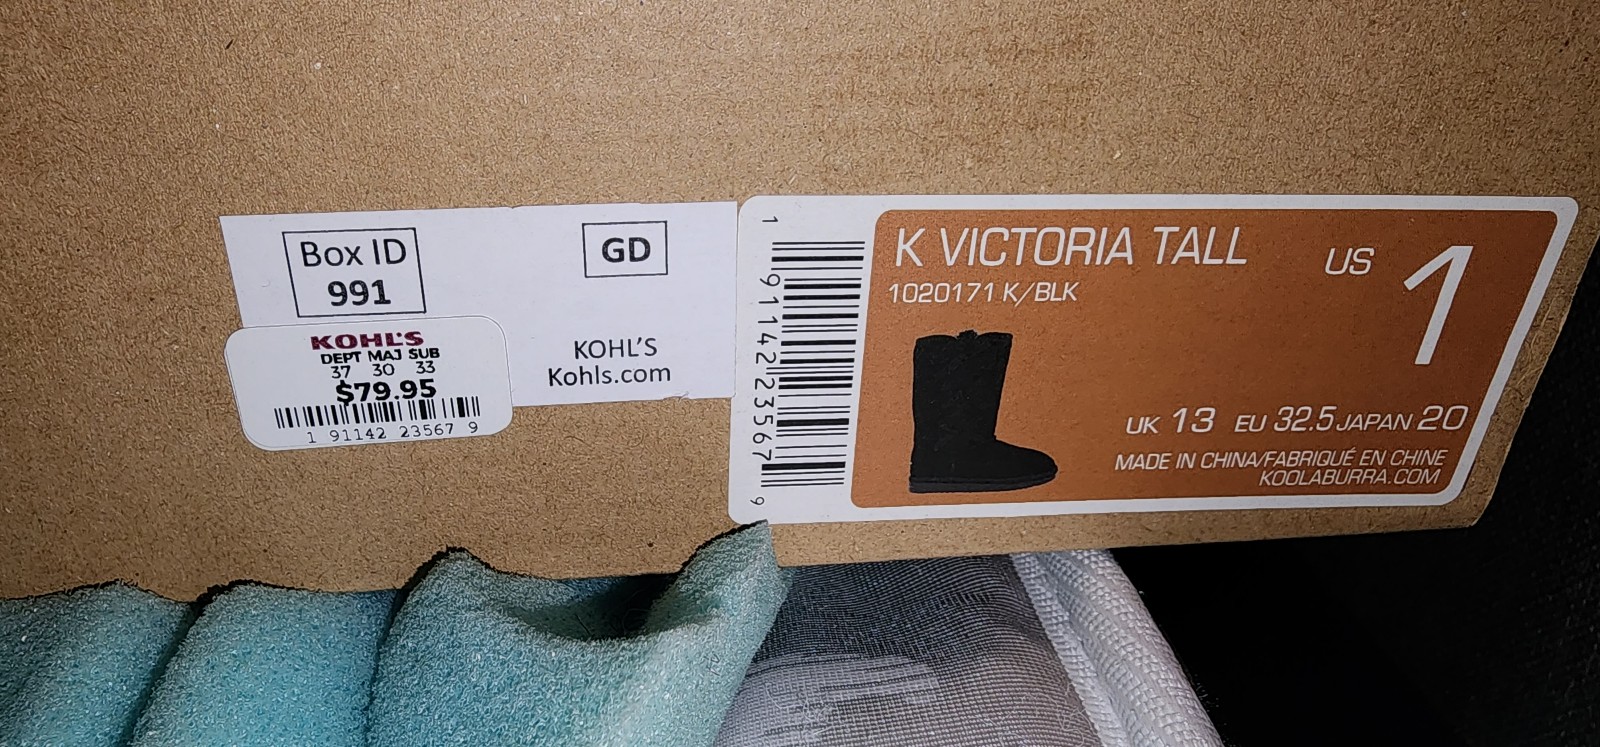 Box ID
991
GD
KOHL'S
Kohls.com
KOHL'S
DEPT MAJ SUB
37 30 33
$79.95
1 91142 23567 9
1 91142 23567 9
K VICTORIA TALL
1020171 K/BLK
US 1
UK 13 EU 32.5 JAPAN 20
MADE IN CHINA/FABRIQUÉ EN CHINE
KOOLABURRA.COM